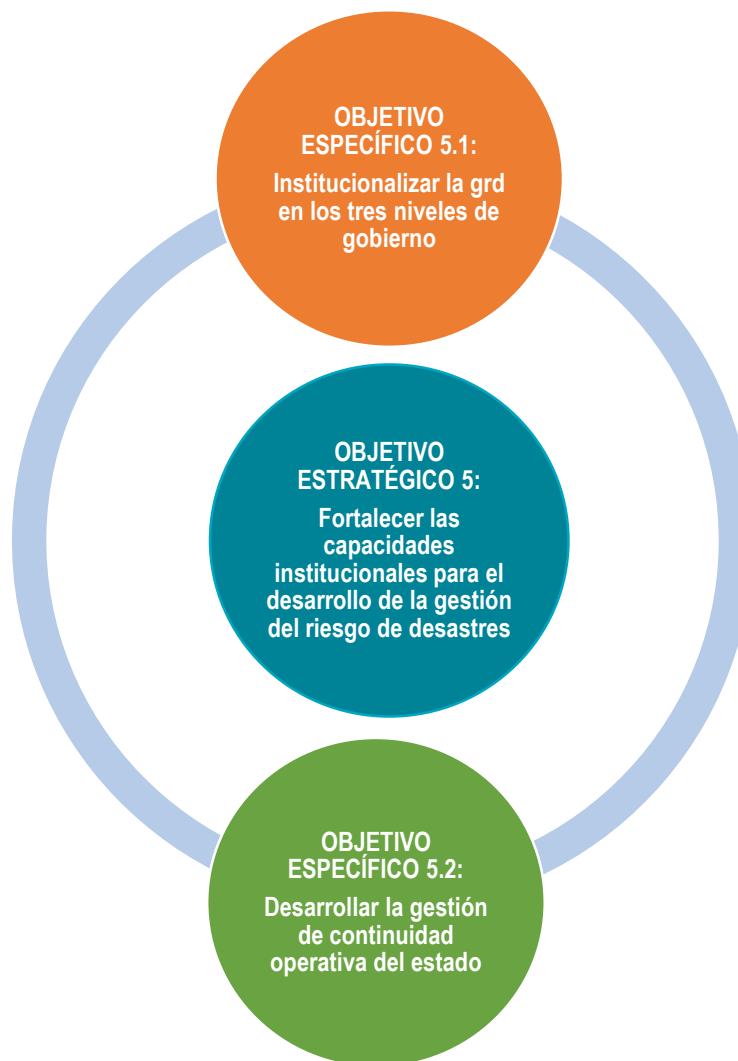 OBJETIVO
ESPECÍFICO 5.1:
Institucionalizar la grd
en los tres niveles de
gobierno
OBJETIVO
ESTRATÉGICO 5:
Fortalecer las
capacidades
institucionales para el
desarrollo de la gestión
del riesgo de desastres
OBJETIVO
ESPECÍFICO 5.2:
Desarrollar la gestión
de continuidad
operativa del estado